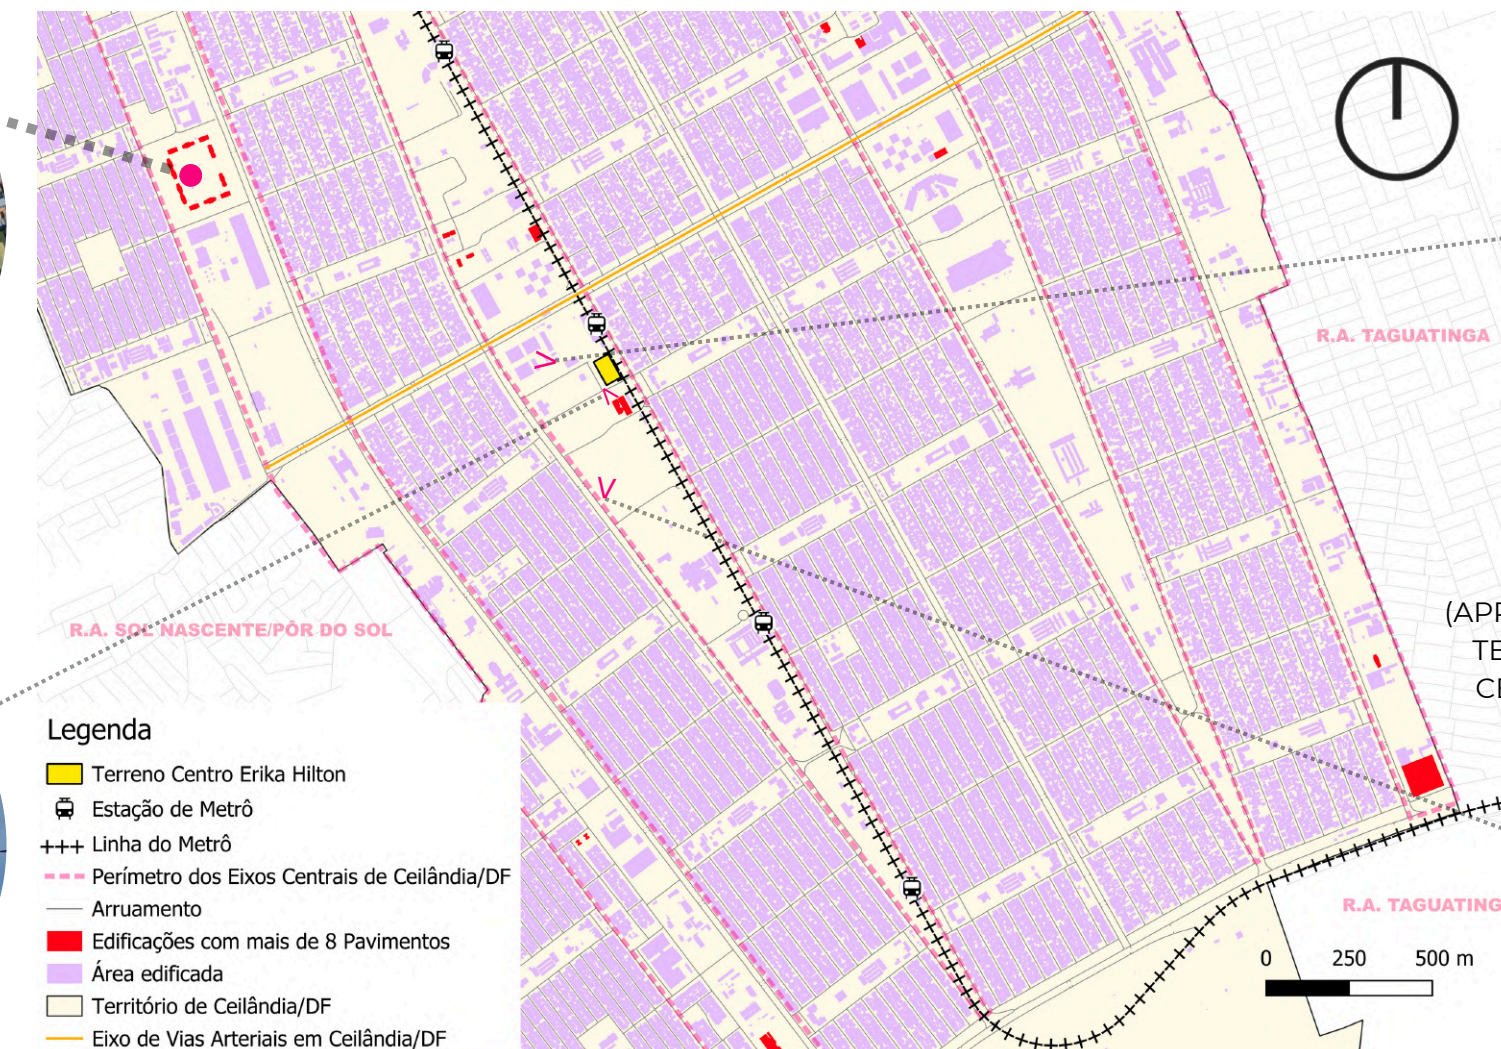 R.A. TAGUATINGA
(APP
TE
CE
R.A. SOL NASCENTE/PÔR DO SOL
Legenda
Terreno Centro Erika Hilton
Estação de Metrô
Linha do Metrô
Perímetro dos Eixos Centrais de Ceilândia/DF
Arruamento
Edificações com mais de 8 Pavimentos
Área edificada
Território de Ceilândia/DF
Eixo de Vias Arteriais em Ceilândia/DF
R.A. TAGUATING
0 250 500 m